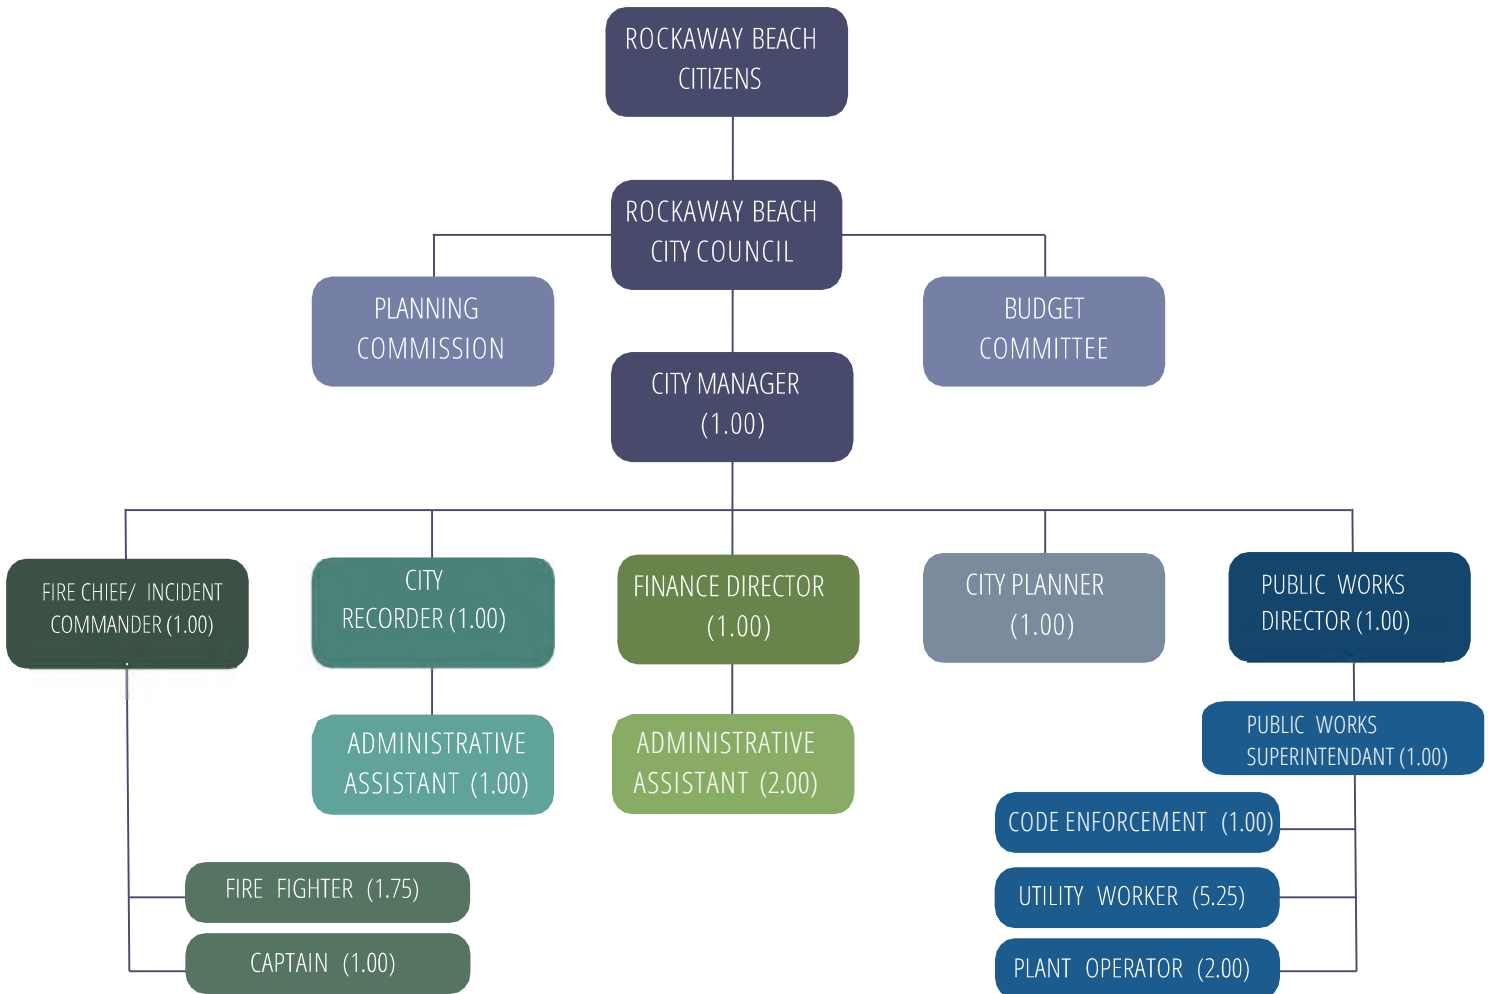 ROCKAWAY BEACH
CITIZENS
ROCKAWAY BEACH
CITY COUNCIL
PLANNING
COMMISSION
BUDGET
COMMITTEE
CITY MANAGER
(1.00)
FIRE CHIEF/ INCIDENT
COMMANDER (1.00)
CITY
RECORDER (1.00)
FINANCE DIRECTOR
(1.00)
CITY PLANNER
(1.00)
PUBLIC WORKS
DIRECTOR (1.00)
ADMINISTRATIVE
ASSISTANT (1.00)
ADMINISTRATIVE
ASSISTANT (2.00)
PUBLIC WORKS
SUPERINTENDANT (1.00)
CODE ENFORCEMENT (1.00)
FIRE FIGHTER (1.75)
UTILITY WORKER (5.25)
CAPTAIN (1.00)
PLANT OPERATOR (2.00)